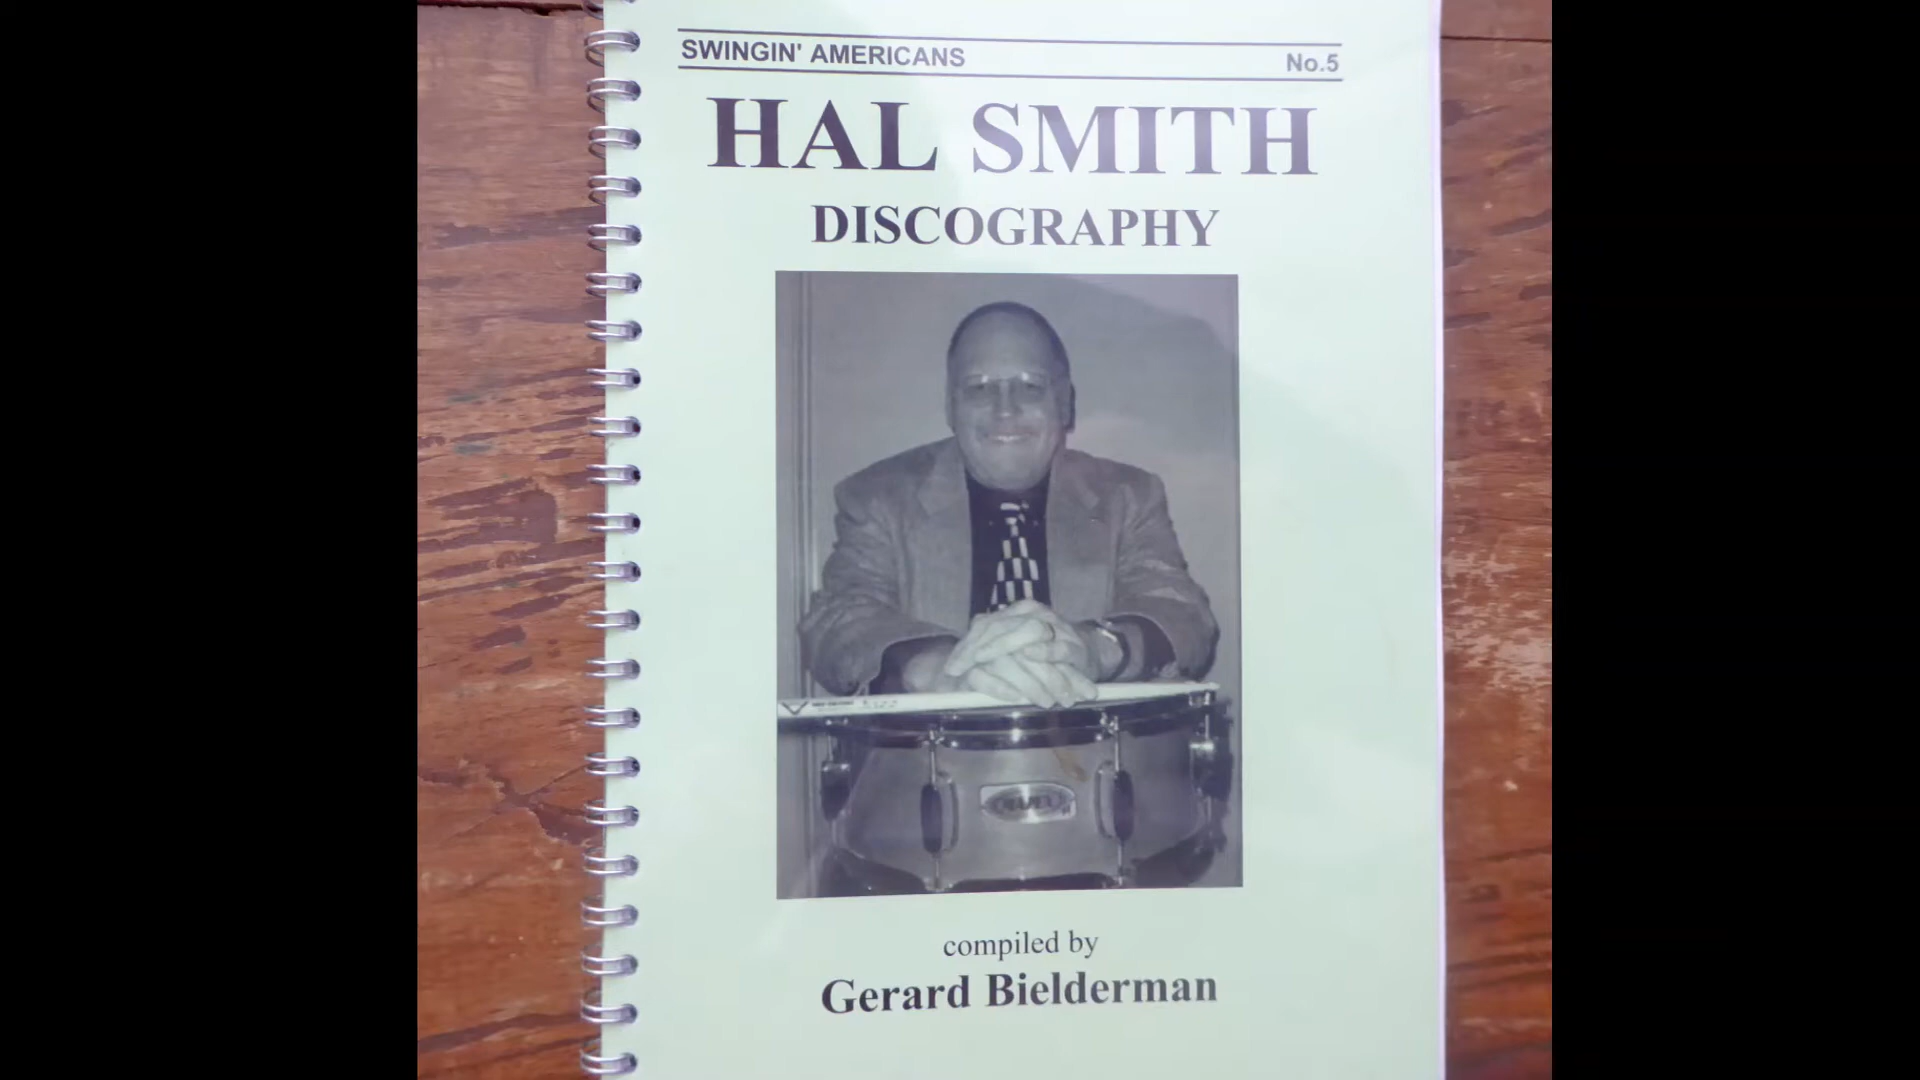 SWINGIN' AMERICANS No.5
HAL SMITH
DISCOGRAPHY
compiled by
Gerard Bielderman